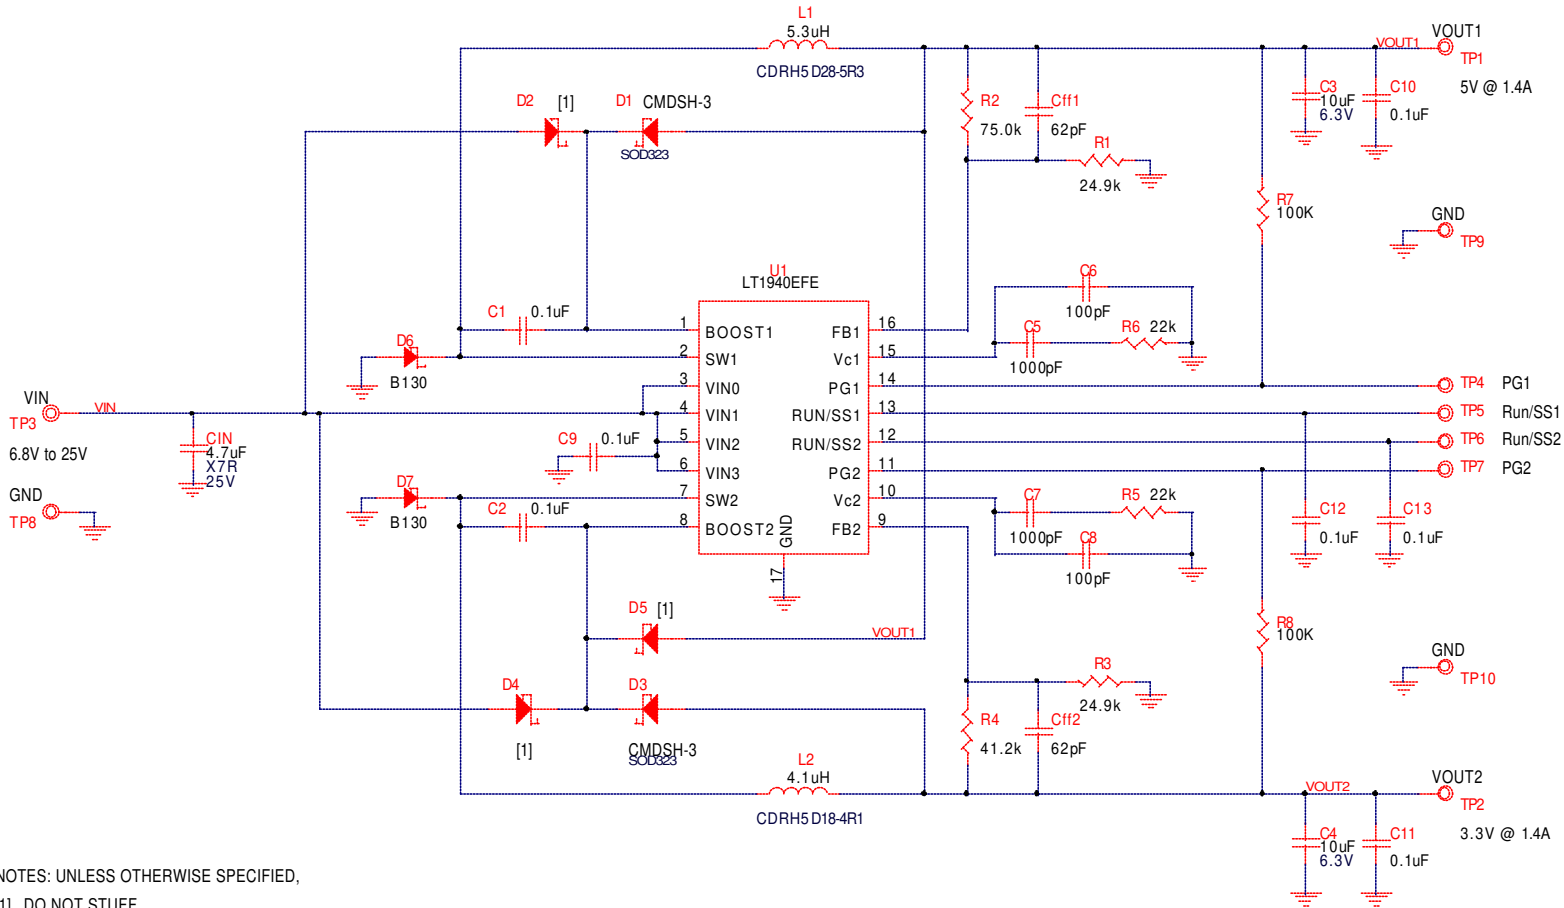 L1
5.3uH
CDRH5D28-5R3
VOUT1
VOUT1
TP1
5V @ 1.4A
D2
[1]
D1
CMDSH-3
SOD323
R2
75.0k
Cff1
62pF
R1
24.9k
C3
10uF
6.3V
C10
0.1uF
R7
100K
GND
TP9
U1
LT1940EFE
C6
100pF
C5
1000pF
R6
22k
C1
0.1uF
D6
B130
1
BOOST1
2
SW1
3
VIN0
4
VIN1
5
VIN2
6
VIN3
7
SW2
8
BOOST2
GND
17
16
FB1
15
Vc1
14
PG1
13
RUN/SS1
12
RUN/SS2
11
PG2
10
Vc2
9
FB2
TP4
PG1
TP5
Run/SS1
TP6
Run/SS2
TP7
PG2
VIN
VIN
TP3
6.8V to 25V
GND
TP8
CIN
4.7uF
X7R
25V
C9
0.1uF
D7
B130
C2
0.1uF
C7
1000pF
R5
22k
C8
100pF
C12
0.1uF
C13
0.1uF
D5
[1]
VOUT1
R8
100K
D4
[1]
D3
CMDSH-3
SOD323
R3
24.9k
R4
41.2k
Cff2
62pF
GND
TP10
L2
4.1uH
CDRH5D18-4R1
VOUT2
VOUT2
TP2
3.3V @ 1.4A
C4
10uF
6.3V
C11
0.1uF
NOTES: UNLESS OTHERWISE SPECIFIED,
1] DO NOT STUFF